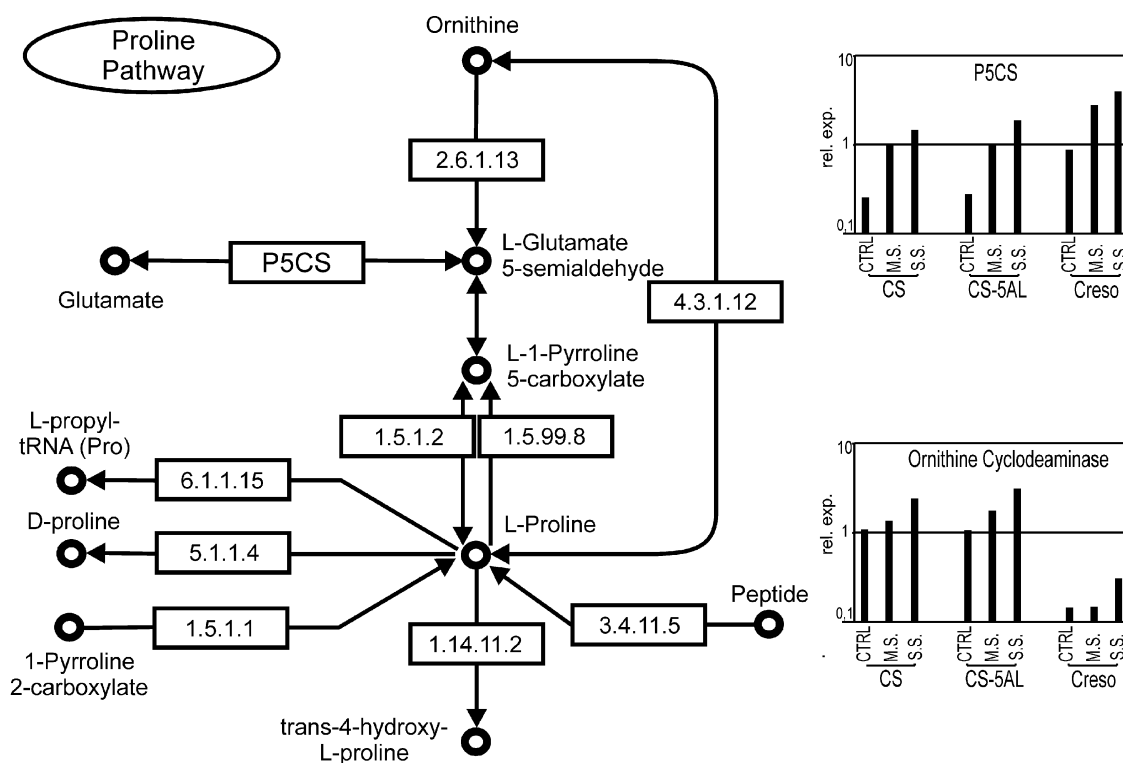 Proline
Pathway
Ornithine
2.6.1.13
Glutamate
P5CS
L-Glutamate
5-semialdehyde
4.3.1.12
L-1-Pyrroline
5-carboxylate
1.5.1.2
1.5.99.8
L-propyl-
tRNA (Pro)
6.1.1.15
D-proline
5.1.1.4
L-Proline
1-Pyrroline
2-carboxylate
1.5.1.1
1.14.11.2
3.4.11.5
Peptide
trans-4-hydroxy-
L-proline
P5CS
rel. exp.
10
1
0,1
CTRL
M.S.
S.S.
CTRL
M.S.
S.S.
CTRL
M.S.
S.S.
CS
CS-5AL
Creso
Ornithine Cyclodeaminase
rel. exp.
10
1
0,1
CTRL
M.S.
S.S.
CTRL
M.S.
S.S.
CTRL
M.S.
S.S.
CS
CS-5AL
Creso